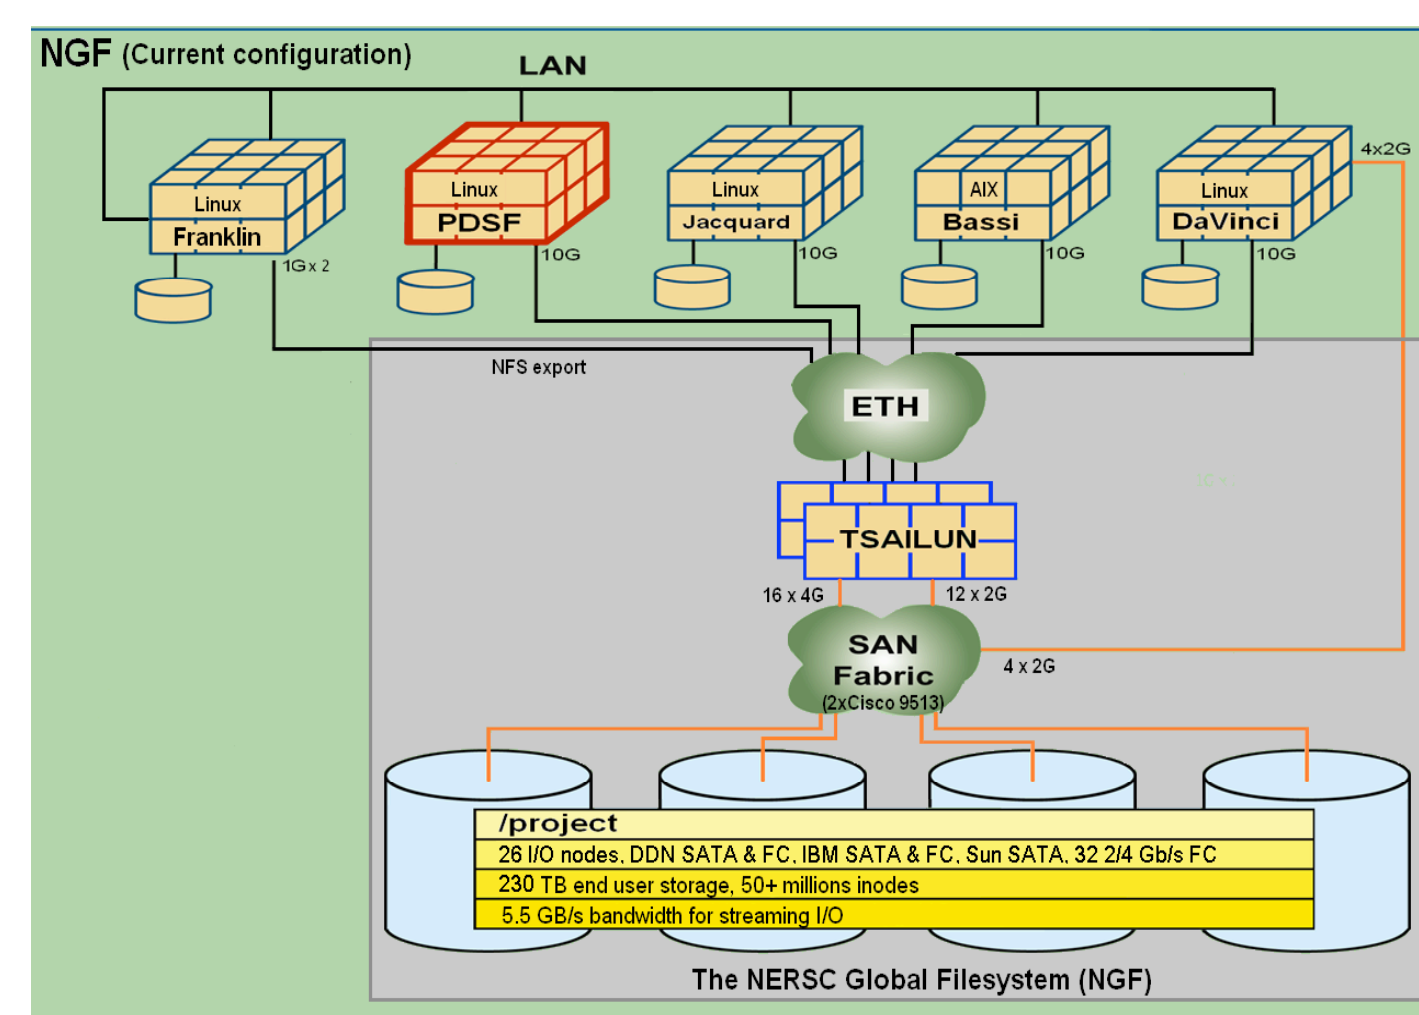 NGF (Current configuration)
LAN
4x2G
Linux
Franklin
1G x 2
Linux
PDSF
10G
Linux
Jacquard
10G
AIX
Bassi
10G
Linux
DaVinci
10G
NFS export
ETH
TSAILUN
16 x 4G
12 x 2G
SAN
Fabric
(2xCisco 9513)
4 x 2G
/project
26 I/O nodes, DDN SATA & FC, IBM SATA & FC, Sun SATA, 32 2/4 Gb/s FC
230 TB end user storage, 50+ millions inodes
5.5 GB/s bandwidth for streaming I/O
The NERSC Global Filesystem (NGF)